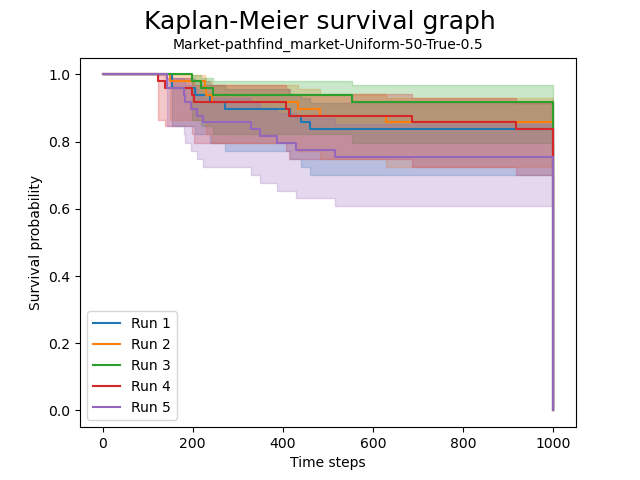 Kaplan-Meier survival graph
Market-pathfind_market-Uniform-50-True-0.5
Survival probability
1.0
0.8
0.6
0.4
0.2
0.0
Run 1
Run 2
Run 3
Run 4
Run 5
0 200 400 600 800 1000
Time steps